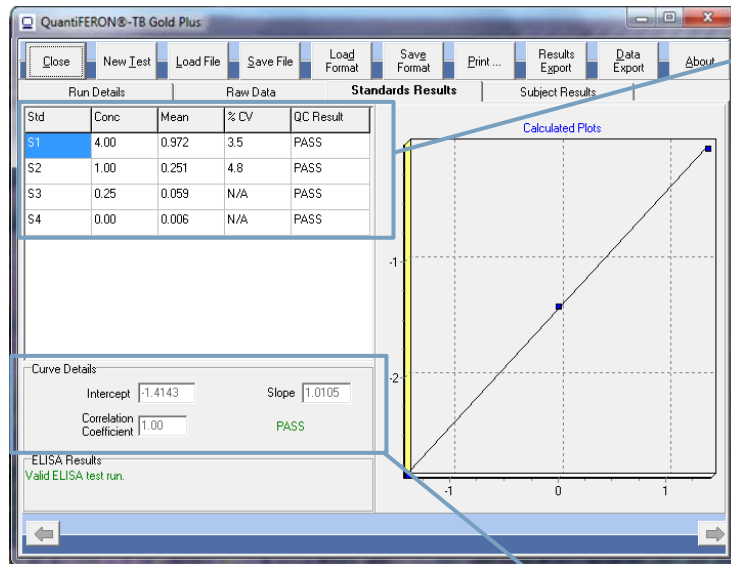 QuantiFERON®-TB Gold Plus
Close New Test Load File Save File Load Format Save Format Print ... Results Export Data Export About
Run Details Raw Data Standards Results Subject Results
Std Conc Mean % CV QC Result
S1 4.00 0.972 3.5 PASS
S2 1.00 0.251 4.8 PASS
S3 0.25 0.059 N/A PASS
S4 0.00 0.006 N/A PASS
Calculated Plots
-1
-2
-1 0 1
Curve Details
Intercept -1.4143 Slope 1.0105
Correlation Coefficient 1.00 PASS
ELISA Results
Valid ELISA test run.